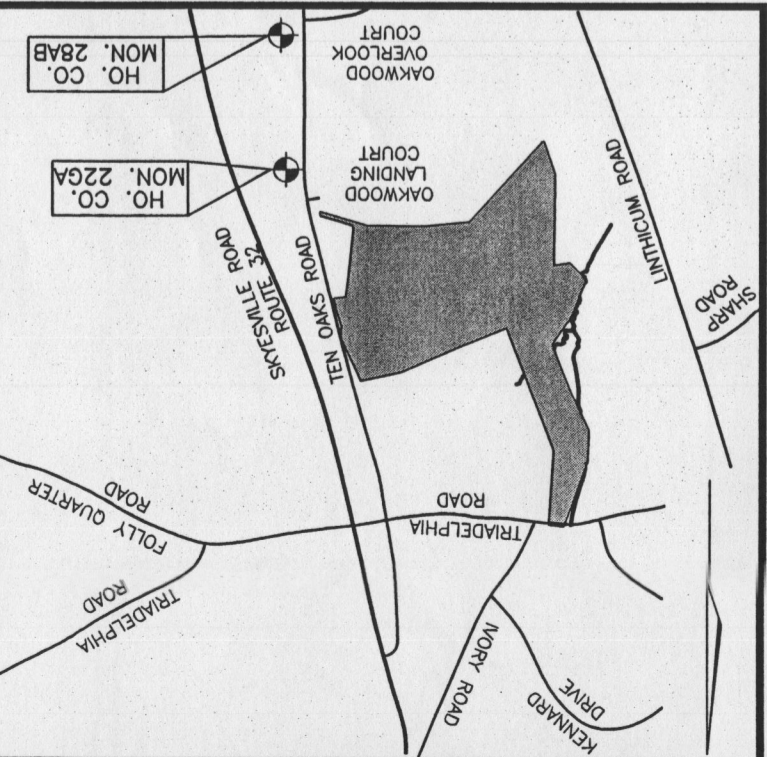 KENNARD
DRIVE
IVORY ROAD
TRIADELPHIA
ROAD
TRIADELPHIA
ROAD
FOLLY QUARTER
ROAD
SHARP
ROAD
LINTHICUM ROAD
TEN OAKS ROAD
SKYESVILLE ROAD
ROUTE 32
OAKWOOD
LANDING
COURT
HO. CO.
MON. 22GA
OAKWOOD
OVERLOOK
COURT
HO. CO.
MON. 28AB